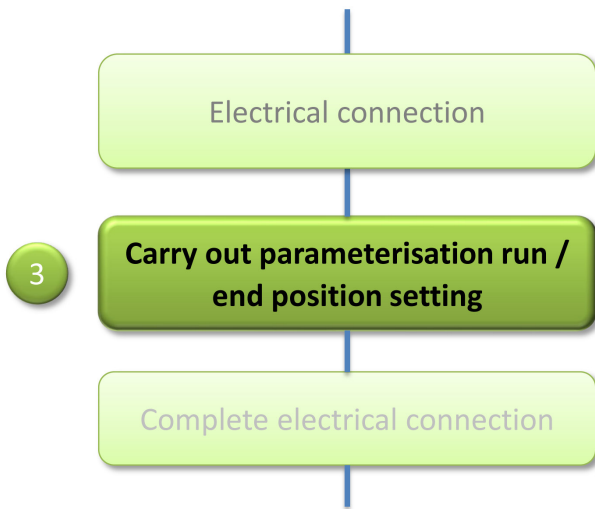 Electrical connection
3
Carry out parameterisation run /
end position setting
Complete electrical connection